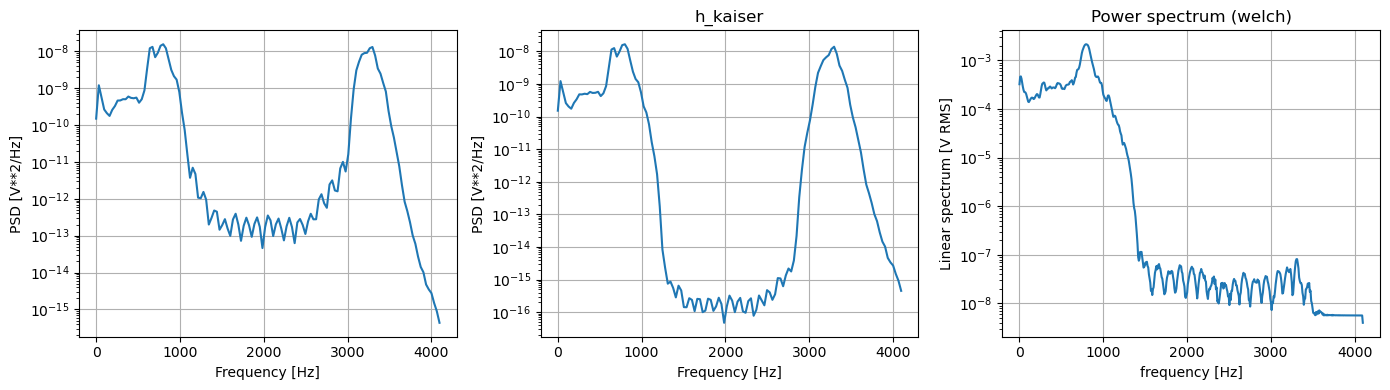 PSD [V**2/Hz]
10⁻⁸
10⁻⁹
10⁻¹⁰
10⁻¹¹
10⁻¹²
10⁻¹³
10⁻¹⁴
10⁻¹⁵
0 1000 2000 3000 4000
Frequency [Hz]
h_kaiser
PSD [V**2/Hz]
10⁻⁸
10⁻⁹
10⁻¹⁰
10⁻¹¹
10⁻¹²
10⁻¹³
10⁻¹⁴
10⁻¹⁵
10⁻¹⁶
0 1000 2000 3000 4000
Frequency [Hz]
Power spectrum (welch)
Linear spectrum [V RMS]
10⁻³
10⁻⁴
10⁻⁵
10⁻⁶
10⁻⁷
10⁻⁸
0 1000 2000 3000 4000
frequency [Hz]